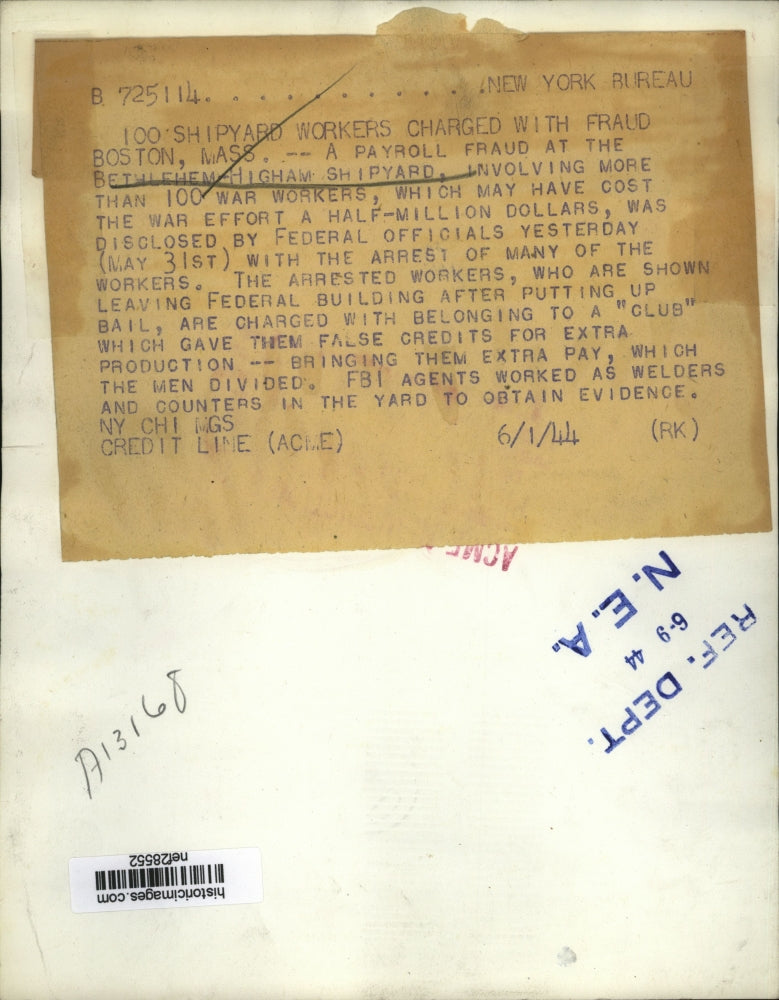 B 725114. . . . . . . . . . . .NEW YORK BUREAU
100 SHIPYARD WORKERS CHARGED WITH FRAUD
BOSTON, MASS. -- A PAYROLL FRAUD AT THE
BETHLEHEM-HIGHAM SHIPYARD, INVOLVING MORE
THAN 100 WAR WORKERS, WHICH MAY HAVE COST
THE WAR EFFORT A HALF-MILLION DOLLARS, WAS
DISCLOSED BY FEDERAL OFFICIALS YESTERDAY
(MAY 31ST) WITH THE ARREST OF MANY OF THE
WORKERS. THE ARRESTED WORKERS, WHO ARE SHOWN
LEAVING FEDERAL BUILDING AFTER PUTTING UP
BAIL, ARE CHARGED WITH BELONGING TO A "CLUB"
WHICH GAVE THEM FALSE CREDITS FOR EXTRA
PRODUCTION -- BRINGING THEM EXTRA PAY, WHICH
THE MEN DIVIDED. FBI AGENTS WORKED AS WELDERS
AND COUNTERS IN THE YARD TO OBTAIN EVIDENCE.
NY CHI MGS
CREDIT LINE (ACME) 6/1/44 (RK)
ACME
N. E. A.
6-9 44
REF. DEPT.
A13168
historicimages.com
nef28552